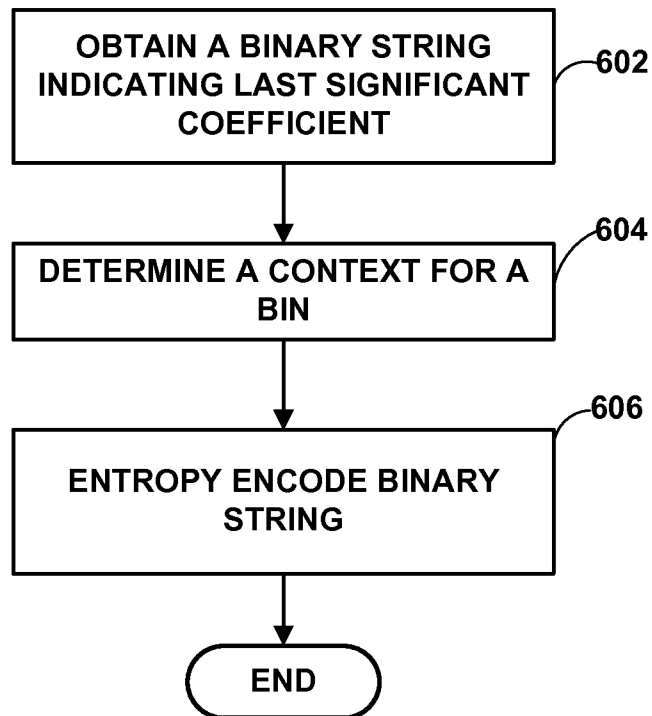 OBTAIN A BINARY STRING
INDICATING LAST SIGNIFICANT
COEFFICIENT
602
604
DETERMINE A CONTEXT FOR A
BIN
606
ENTROPY ENCODE BINARY
STRING
END